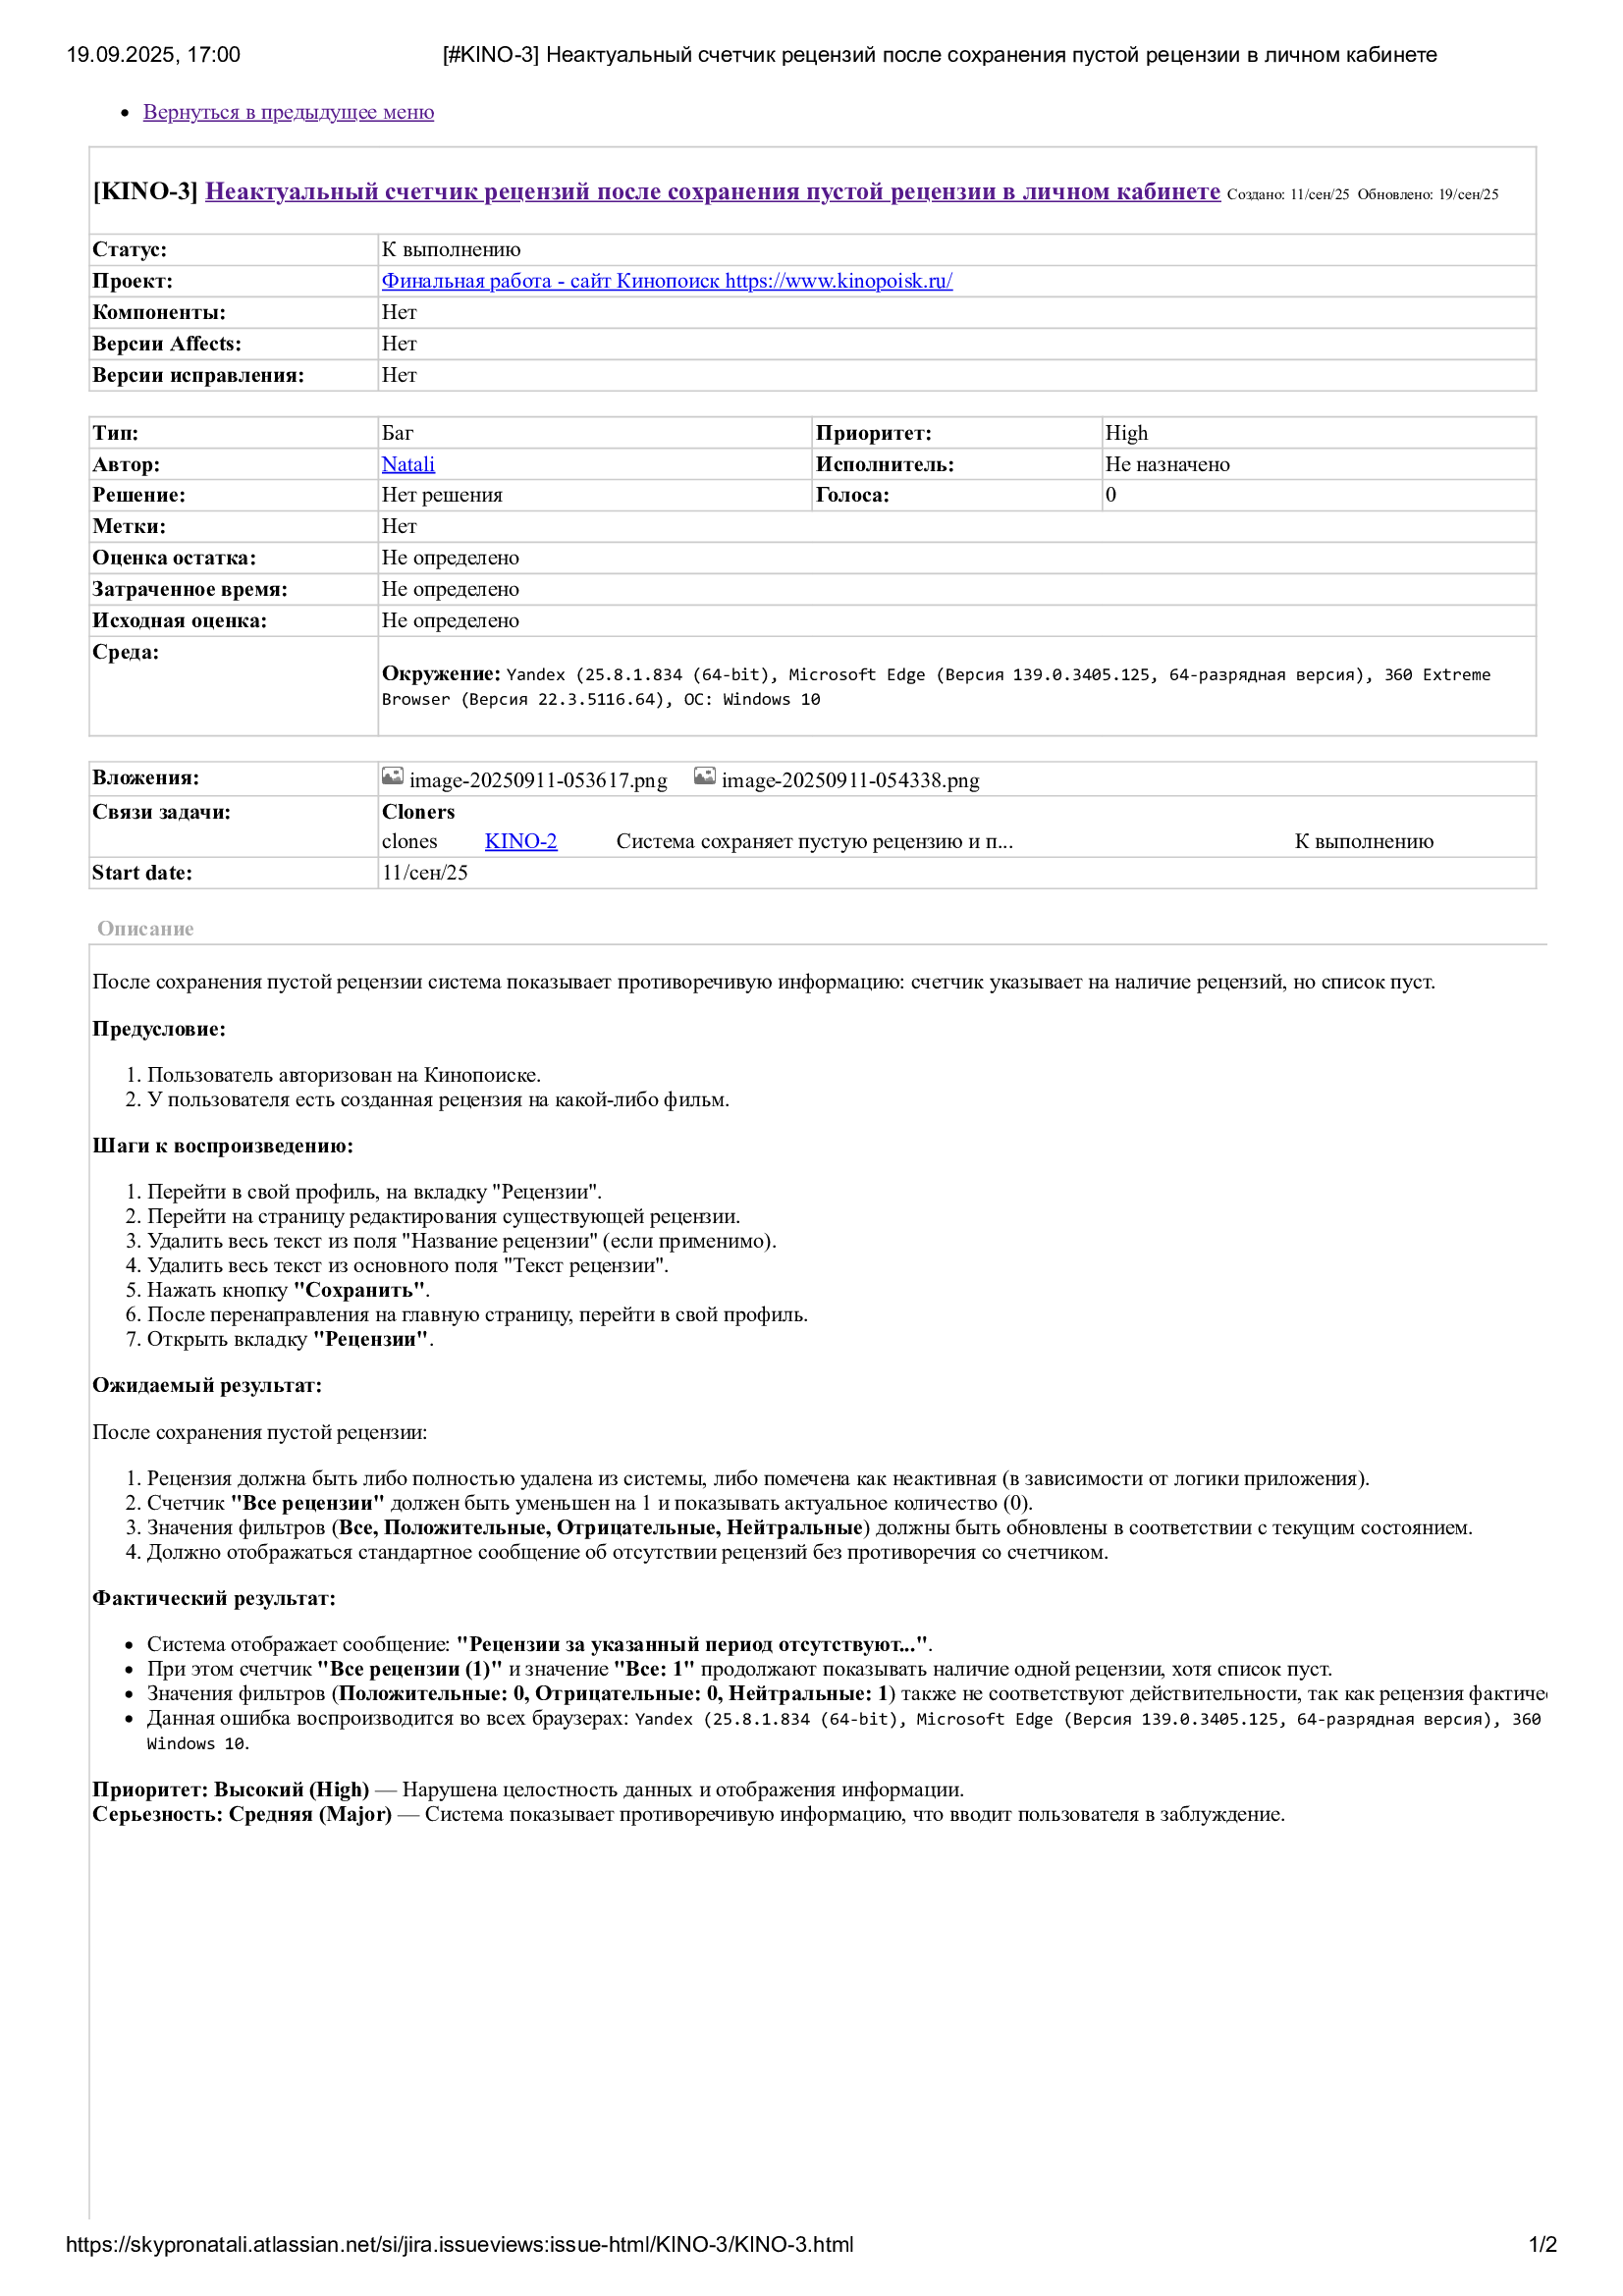 19.09.2025, 17:00 [#KINO-3] Неактуальный счетчик рецензий после сохранения пустой рецензии в личном кабинете
Вернуться в предыдущее меню
[KINO-3] Неактуальный счетчик рецензий после сохранения пустой рецензии в личном кабинете Создано: 11/сен/25 Обновлено: 19/сен/25
Статус: К выполнению
Проект: Финальная работа - сайт Кинопоиск https://www.kinopoisk.ru/
Компоненты: Нет
Версии Affects: Нет
Версии исправления: Нет
Тип: Баг Приоритет: High
Автор: Natali Исполнитель: Не назначено
Решение: Нет решения Голоса: 0
Метки: Нет
Оценка остатка: Не определено
Затраченное время: Не определено
Исходная оценка: Не определено
Среда:
Окружение: Yandex (25.8.1.834 (64-bit), Microsoft Edge (Версия 139.0.3405.125, 64-разрядная версия), 360 Extreme
Browser (Версия 22.3.5116.64), ОС: Windows 10
Вложения: image-20250911-053617.png image-20250911-054338.png
Связи задачи: Cloners
clones KINO-2 Система сохраняет пустую рецензию и п... К выполнению
Start date: 11/сен/25
Описание
После сохранения пустой рецензии система показывает противоречивую информацию: счетчик указывает на наличие рецензий, но список пуст.
Предусловие:
1. Пользователь авторизован на Кинопоиске.
2. У пользователя есть созданная рецензия на какой-либо фильм.
Шаги к воспроизведению:
1. Перейти в свой профиль, на вкладку "Рецензии".
2. Перейти на страницу редактирования существующей рецензии.
3. Удалить весь текст из поля "Название рецензии" (если применимо).
4. Удалить весь текст из основного поля "Текст рецензии".
5. Нажать кнопку "Сохранить".
6. После перенаправления на главную страницу, перейти в свой профиль.
7. Открыть вкладку "Рецензии".
Ожидаемый результат:
После сохранения пустой рецензии:
1. Рецензия должна быть либо полностью удалена из системы, либо помечена как неактивная (в зависимости от логики приложения).
2. Счетчик "Все рецензии" должен быть уменьшен на 1 и показывать актуальное количество (0).
3. Значения фильтров (Все, Положительные, Отрицательные, Нейтральные) должны быть обновлены в соответствии с текущим состоянием.
4. Должно отображаться стандартное сообщение об отсутствии рецензий без противоречия со счетчиком.
Фактический результат:
Система отображает сообщение: "Рецензии за указанный период отсутствуют...".
При этом счетчик "Все рецензии (1)" и значение "Все: 1" продолжают показывать наличие одной рецензии, хотя список пуст.
Значения фильтров (Положительные: 0, Отрицательные: 0, Нейтральные: 1) также не соответствуют действительности, так как рецензия
Данная ошибка воспроизводится во всех браузерах: Yandex (25.8.1.834 (64-bit), Microsoft Edge (Версия 139.0.3405.125, 64-разрядная версия), 360
Windows 10.
Приоритет: Высокий (High) — Нарушена целостность данных и отображения информации.
Серьезность: Средняя (Major) — Система показывает противоречивую информацию, что вводит пользователя в заблуждение.
https://skypronatali.atlassian.net/si/jira.issueviews:issue-html/KINO-3/KINO-3.html 1/2